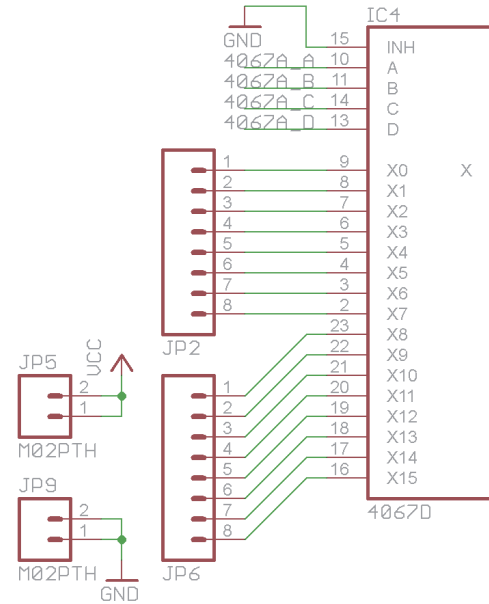 IC4
GND
15 INH
4067A_A 10 A
4067A_B 11 B
4067A_C 14 C
4067A_D 13 D
1 9 X0 X
2 8 X1
3 7 X2
4 6 X3
5 5 X4
6 4 X5
7 3 X6
8 2 X7
23 X8
JP2
22 X9
JP5
VCC
21 X10
2
1
1 20 X11
2 19 X12
3 18 X13
4 17 X14
5 16 X15
6
7
8
M02PTH
JP9
4067D
2
1
M02PTH
JP6
GND